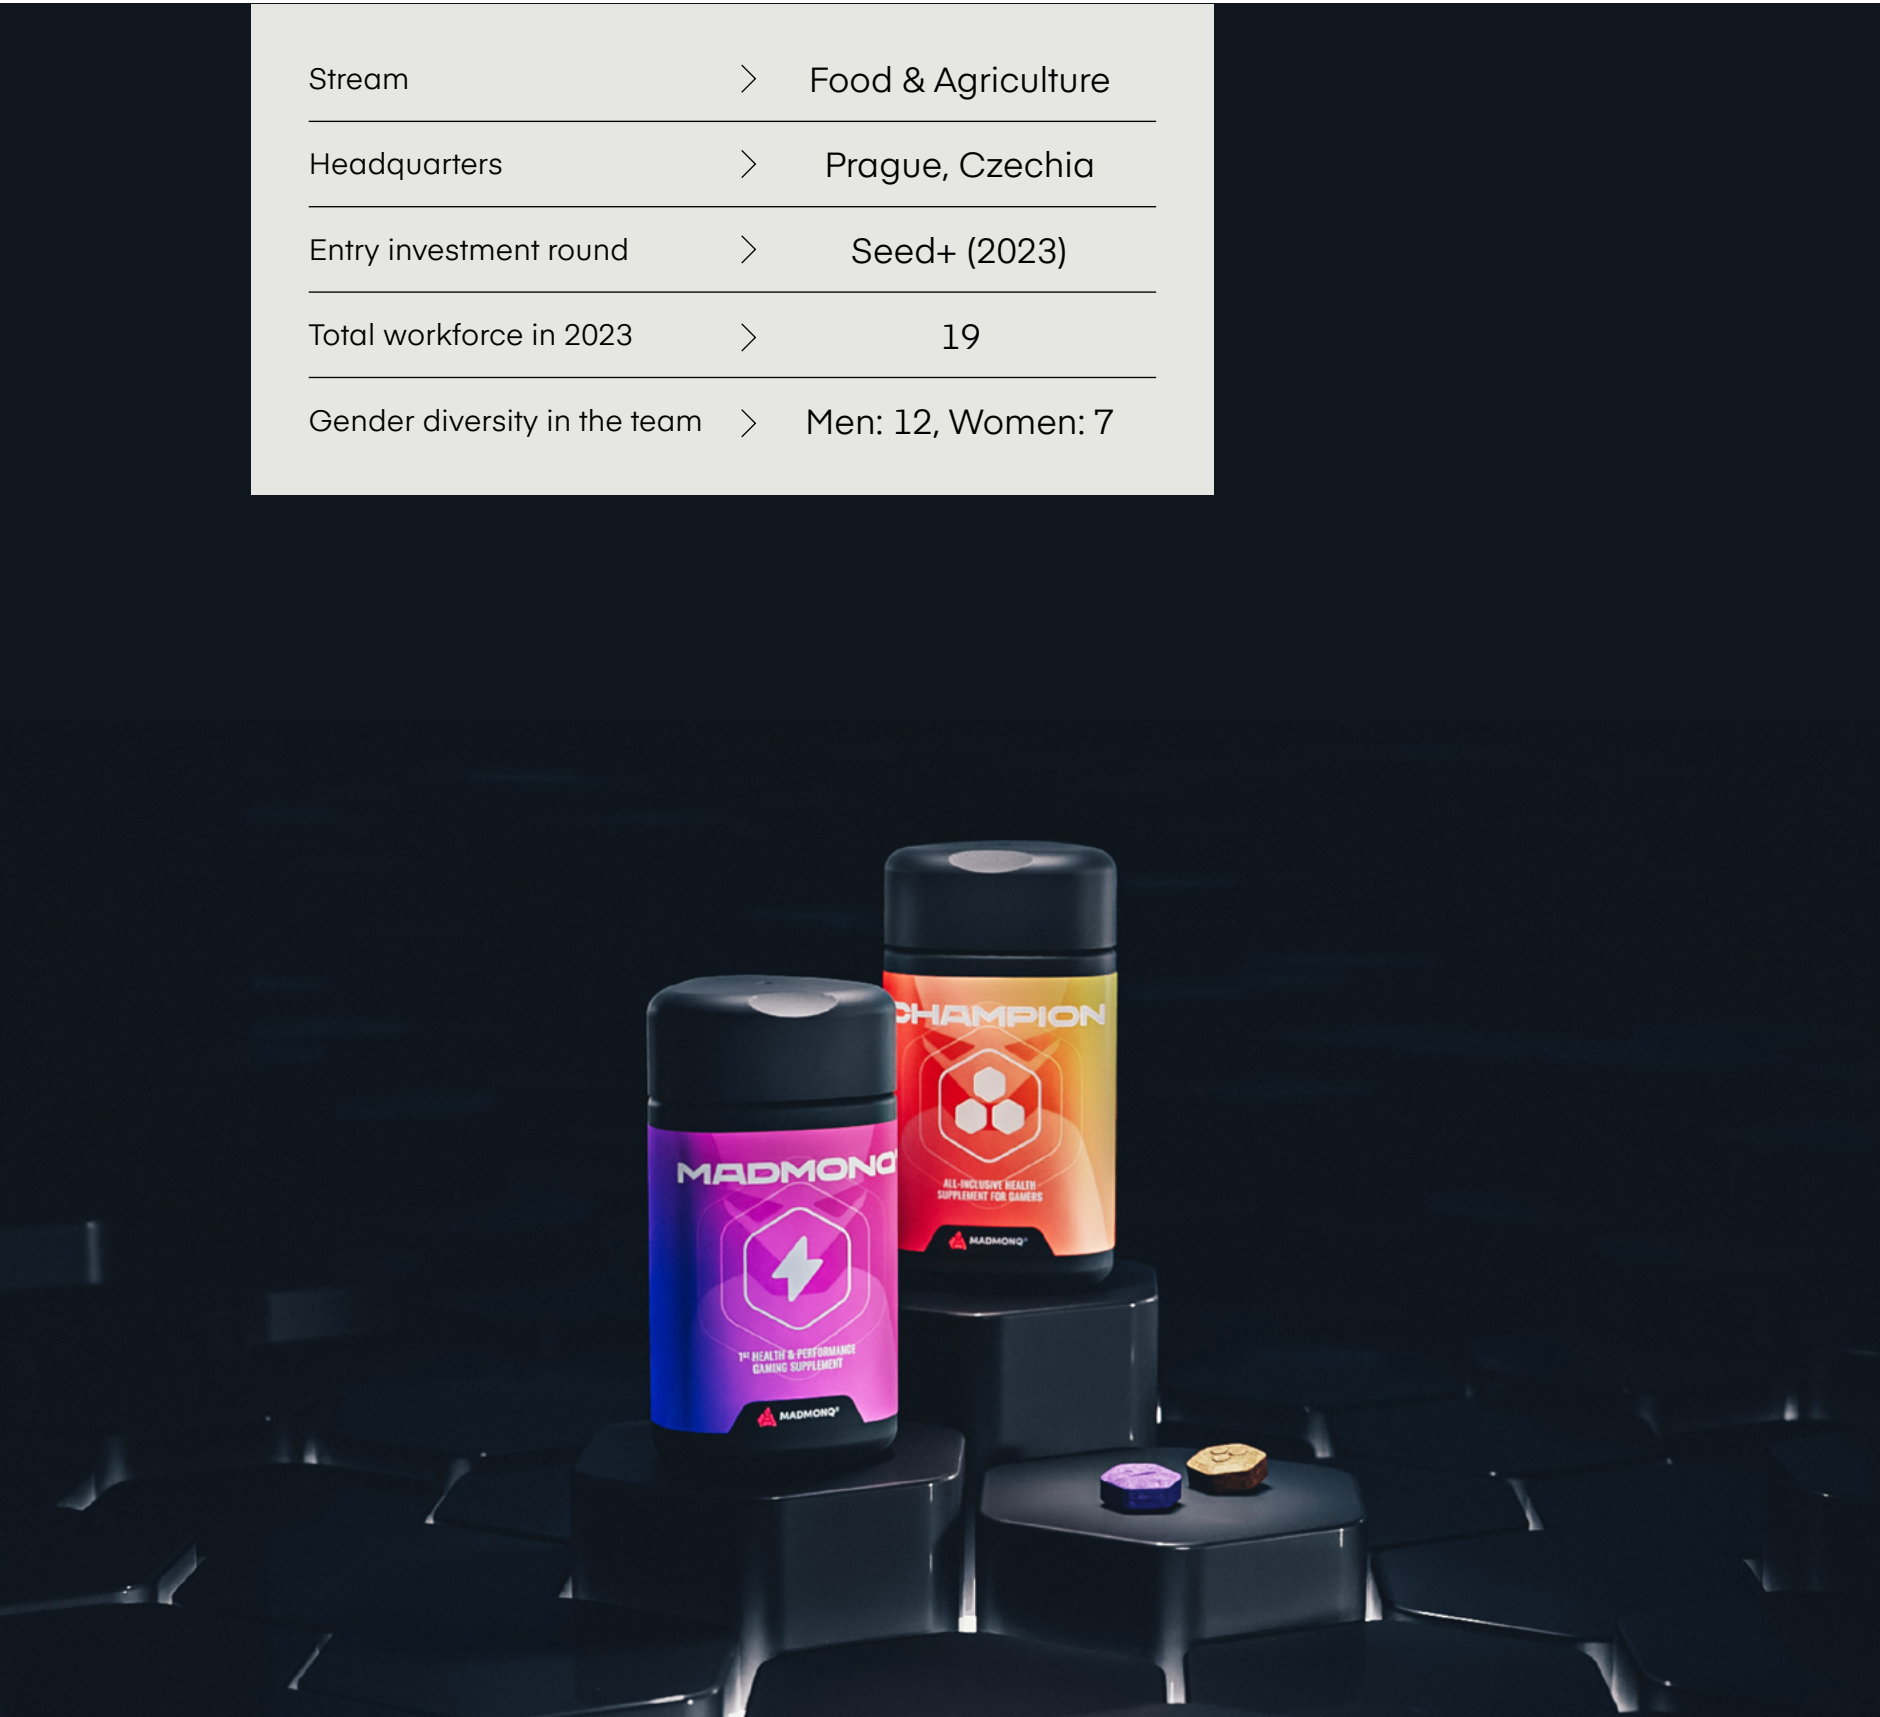 Stream Food & Agriculture
Headquarters Prague, Czechia
Entry investment round Seed+ (2023)
Total workforce in 2023 19
Gender diversity in the team Men: 12, Women: 7
CHAMPION
ALL-INCLUSIVE HEALTH
SUPPLEMENT FOR GAMERS
MADMONQ®
MADMONQ
1ST HEALTH & PERFORMANCE
GAMING SUPPLEMENT
MADMONQ®